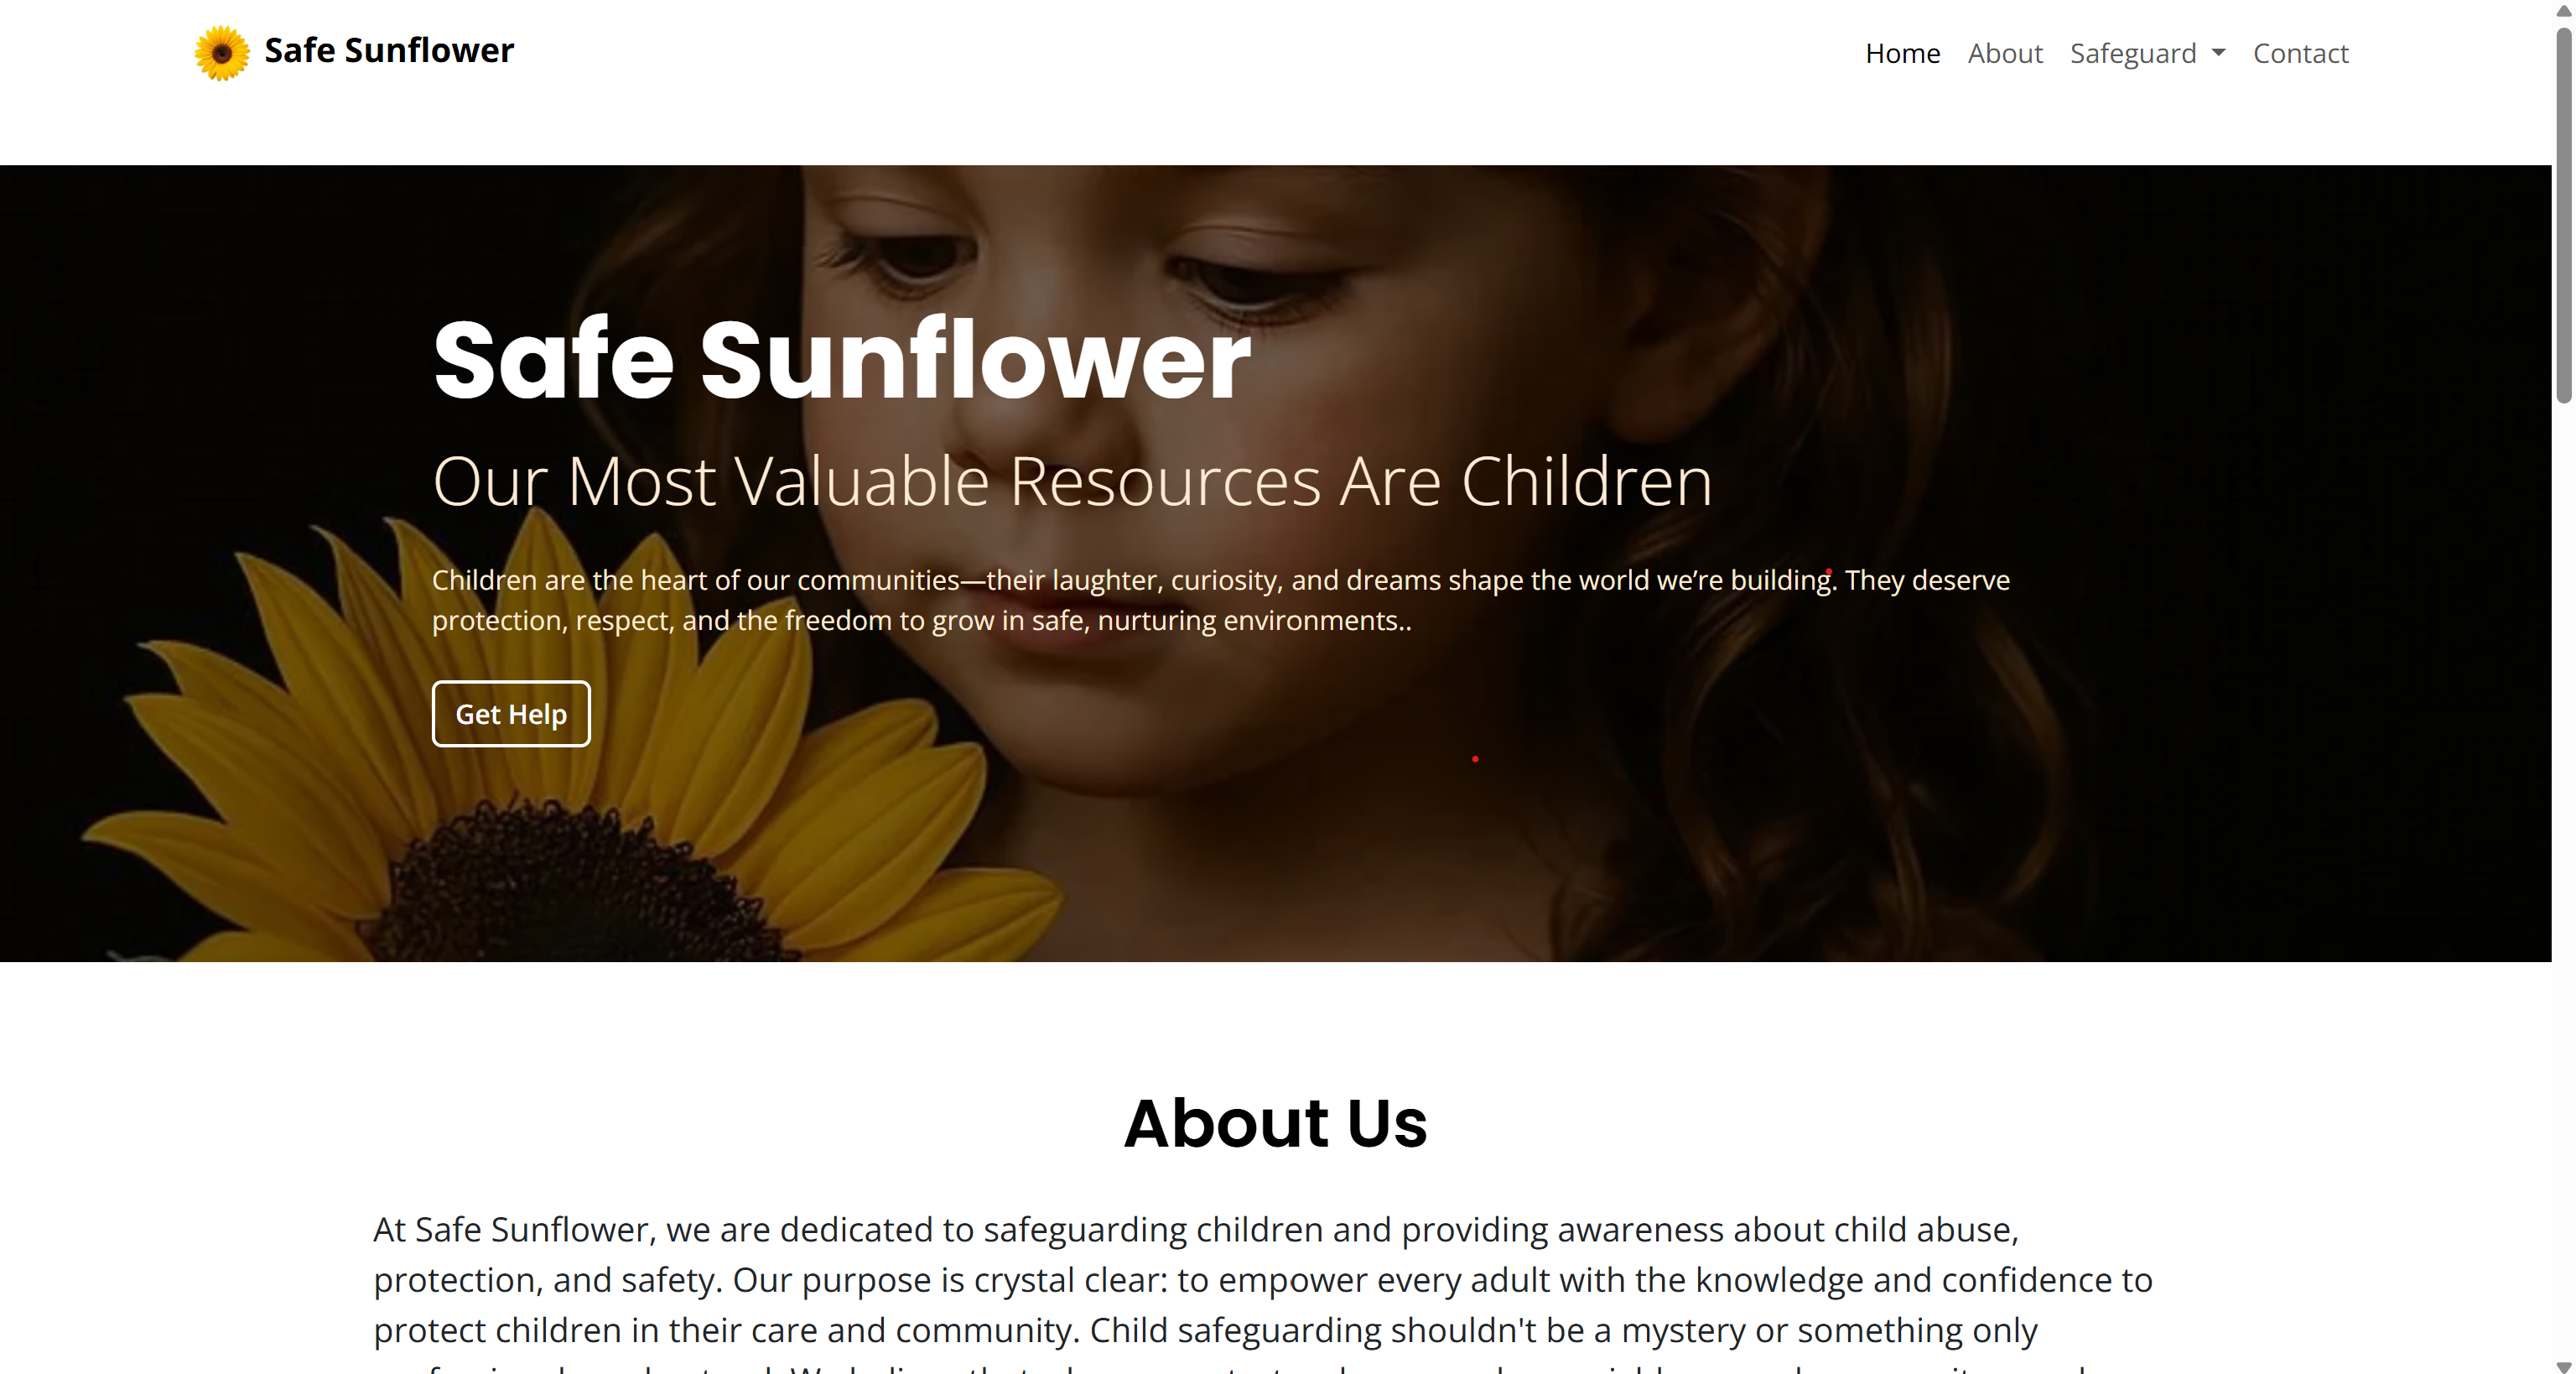 Safe Sunflower
Home About Safeguard Contact
Safe Sunflower
Our Most Valuable Resources Are Children
Children are the heart of our communities—their laughter, curiosity, and dreams shape the world we’re building. They deserve
protection, respect, and the freedom to grow in safe, nurturing environments..
Get Help
About Us
At Safe Sunflower, we are dedicated to safeguarding children and providing awareness about child abuse,
protection, and safety. Our purpose is crystal clear: to empower every adult with the knowledge and confidence to
protect children in their care and community. Child safeguarding shouldn't be a mystery or something only